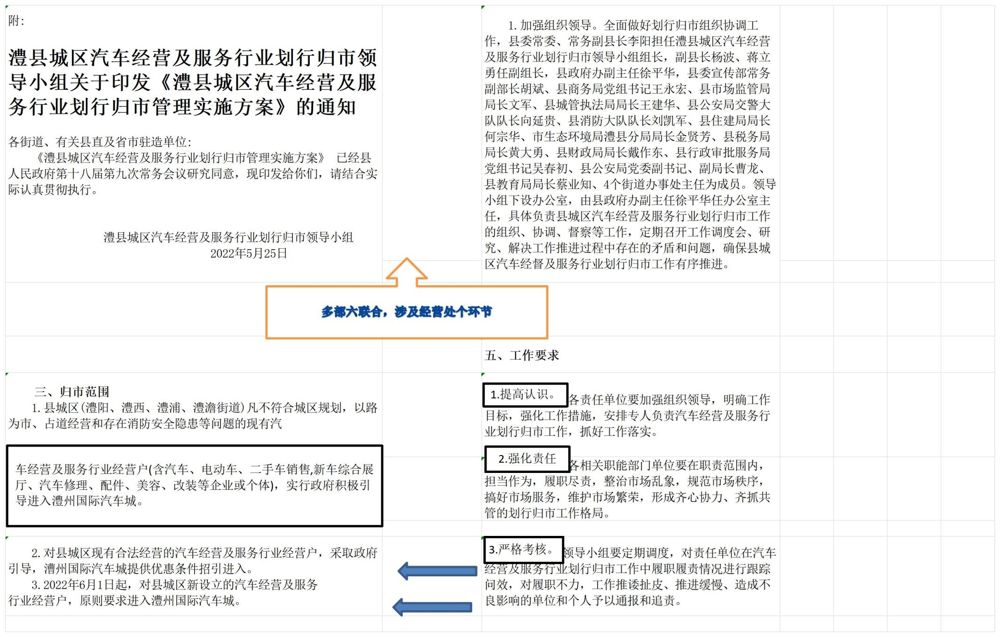 附:
澧县城区汽车经营及服务行业划行归市领
导小组关于印发《澧县城区汽车经营及服
务行业划行归市管理实施方案》的通知
各街道、有关县直及省市驻造单位:
《澧县城区汽车经营及服务行业划行归市管理实施方案》 已经县
人民政府第十八届第九次常务会议研究同意，现印发给你们，请结合实
际认真贯彻执行。
澧县城区汽车经营及服务行业划行归市领导小组
2022年5月25日
1.加强组织领导。全面做好划行归市组织协调工
作，县委常委、常务副县长李阳担任澧县城区汽车经营
及服务行业划行归市领导小组组长，副县长杨波、蒋立
勇任副组长，县政府办副主任徐平华，县委宣传部常务
副部长胡斌、县商务局党组书记王永宏、县市场监管局
局长文军、县城管执法局局长王建华、县公安局交警大
队队长向延贵、县消防大队队长刘凯军、县住建局局长
何宗华、市生态环境局澧县分局局长金贤芳、县税务局
局长黄大勇、县财政局局长戴作东、县行政审批服务局
党组书记吴春初、县公安局党委副书记、副局长曹龙、
县教育局局长蔡业知、4个街道办事处主任为成员。领导
小组下设办公室，由县政府办副主任徐平华任办公室主
任，具体负责县城区汽车经营及服务行业划行归市工作
的组织、协调、督察等工作，定期召开工作调度会、研
究、解决工作推进过程中存在的矛盾和问题，确保县城
区汽车经督及服务行业划行归市工作有序推进。
多部六联合，涉及经营处个环节
三、归市范围
1.县城区(澧阳、澧西、澧浦、澧澹街道)凡不符合城区规划，以路
为市、占道经营和存在消防安全隐患等问题的现有汽
车经营及服务行业经营户(含汽车、电动车、二手车销售,新车综合展
厅、汽车修理、配件、美容、改装等企业或个体)，实行政府积极引
导进入澧州国际汽车城。
2.对县城区现有合法经营的汽车经营及服务行业经营户，采取政府
引导，漕州国际汽车城提供优惠条件招引进入。
3.2022年6月1日起，对县城区新设立的汽车经营及服务
行业经营户，原则要求进入澧州国际汽车城。
五、工作要求
1.提高认识。各责任单位要加强组织领导，明确工作
目标，强化工作措施，安排专人负责汽车经营及服务行
业划行归市工作，抓好工作落实。
2.强化责任 各相关职能部门单位要在职责范围内，
担当作为，履职尽责，整治市场乱象，规范市场秩序，
搞好市场服务，维护市场繁荣，形成齐心协力、齐抓共
管的划行归市工作格局。
3.严格考核。领导小组要定期调度，对责任单位在汽车
经营及服务行业划行归市工作中履职履责情况进行跟踪
问效，对履职不力，工作推诿扯皮、推进缓慢、造成不
良影响的单位和个人予以通报和追责。